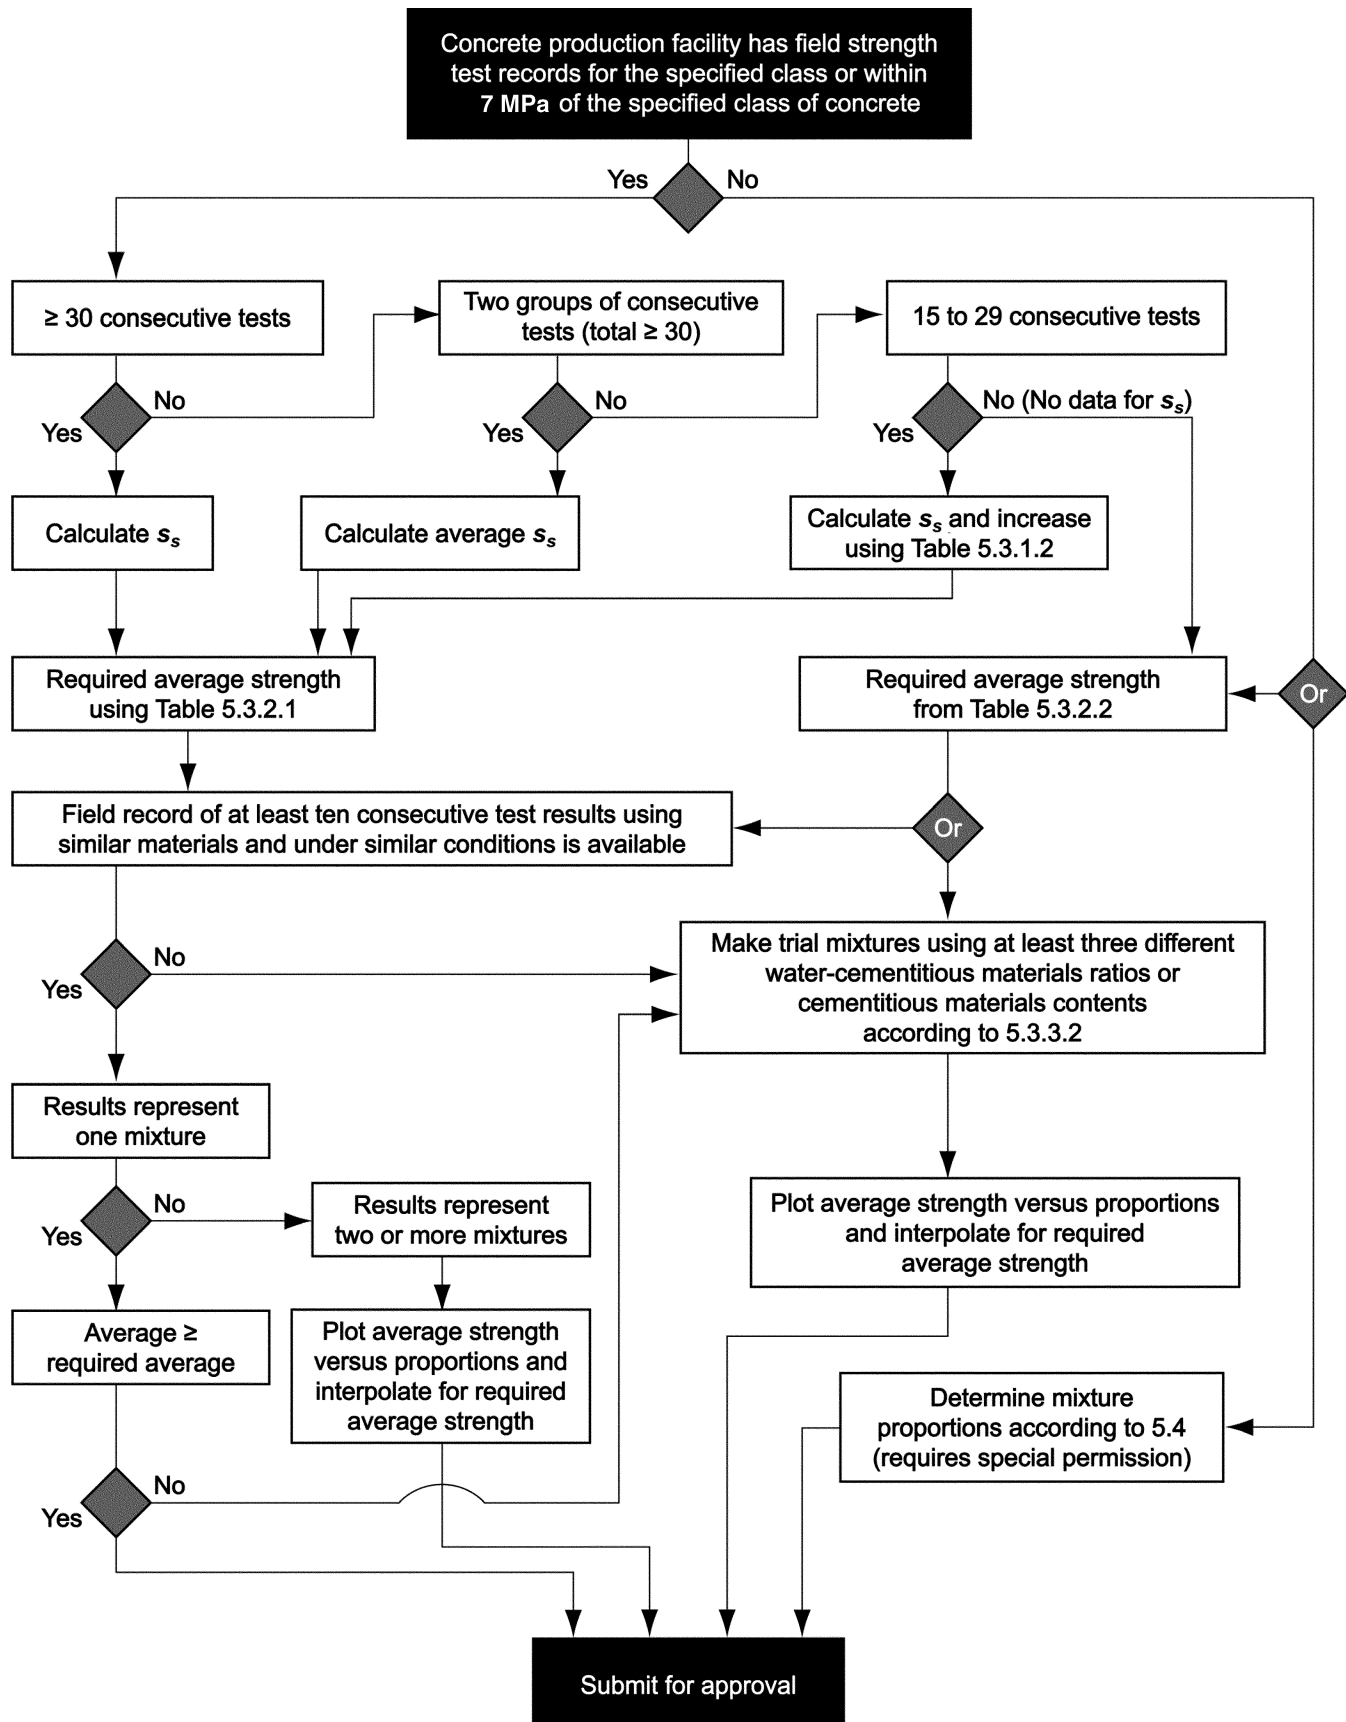 Concrete production facility has field strength
test records for the specified class or within
7 MPa of the specified class of concrete
Yes
No
≥ 30 consecutive tests
Two groups of consecutive
tests (total ≥ 30)
15 to 29 consecutive tests
No
Yes
No
Yes
No (No data for ss)
Yes
Calculate ss
Calculate average ss
Calculate ss and increase
using Table 5.3.1.2
Required average strength
using Table 5.3.2.1
Required average strength
from Table 5.3.2.2
Or
Field record of at least ten consecutive test results using
similar materials and under similar conditions is available
Or
No
Yes
Make trial mixtures using at least three different
water-cementitious materials ratios or
cementitious materials contents
according to 5.3.3.2
Results represent
one mixture
No
Yes
Results represent
two or more mixtures
Plot average strength versus proportions
and interpolate for required
average strength
Average ≥
required average
Plot average strength
versus proportions and
interpolate for required
average strength
Determine mixture
proportions according to 5.4
(requires special permission)
No
Yes
Submit for approval